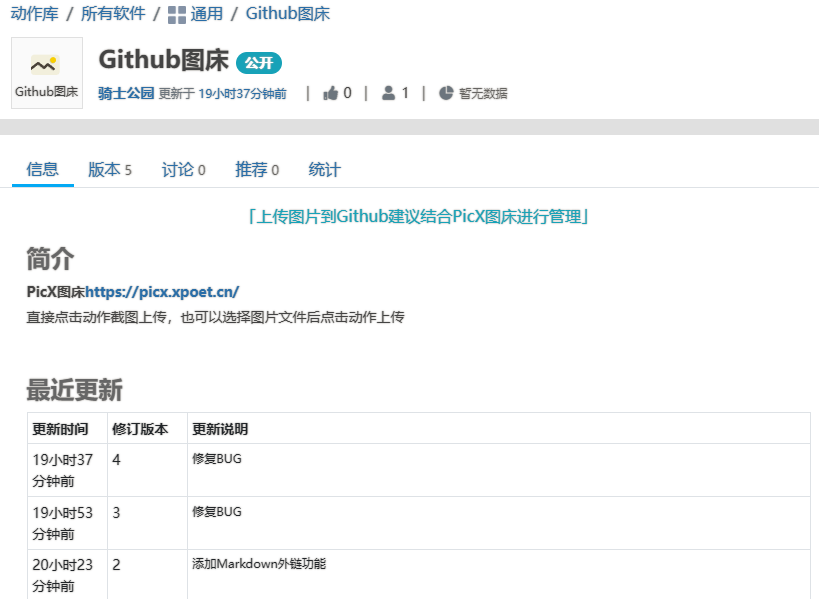 动作库 / 所有软件 / 通用 / Github图床
Github图床
Github图床 公开
骑士公园 更新于 19小时37分钟前 | 0 | 1 | 暂无数据
信息 版本 5 讨论 0 推荐 0 统计
「上传图片到Github建议结合PicX图床进行管理」
简介
PicX图床https://picx.xpoet.cn/
直接点击动作截图上传，也可以选择图片文件后点击动作上传
最近更新
更新时间 修订版本 更新说明
19小时37 4 修复BUG
分钟前
19小时53 3 修复BUG
分钟前
20小时23 2 添加Markdown外链功能
分钟前